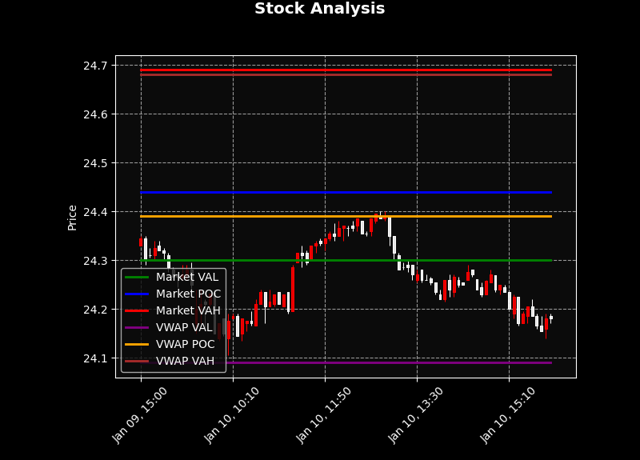 Stock Analysis
24.7
24.6
24.5
24.4
24.3
24.2
24.1
Price
Market VAL
Market POC
Market VAH
VWAP VAL
VWAP POC
VWAP VAH
Jan 09, 15:00
Jan 10, 10:10
Jan 10, 11:50
Jan 10, 13:30
Jan 10, 15:10